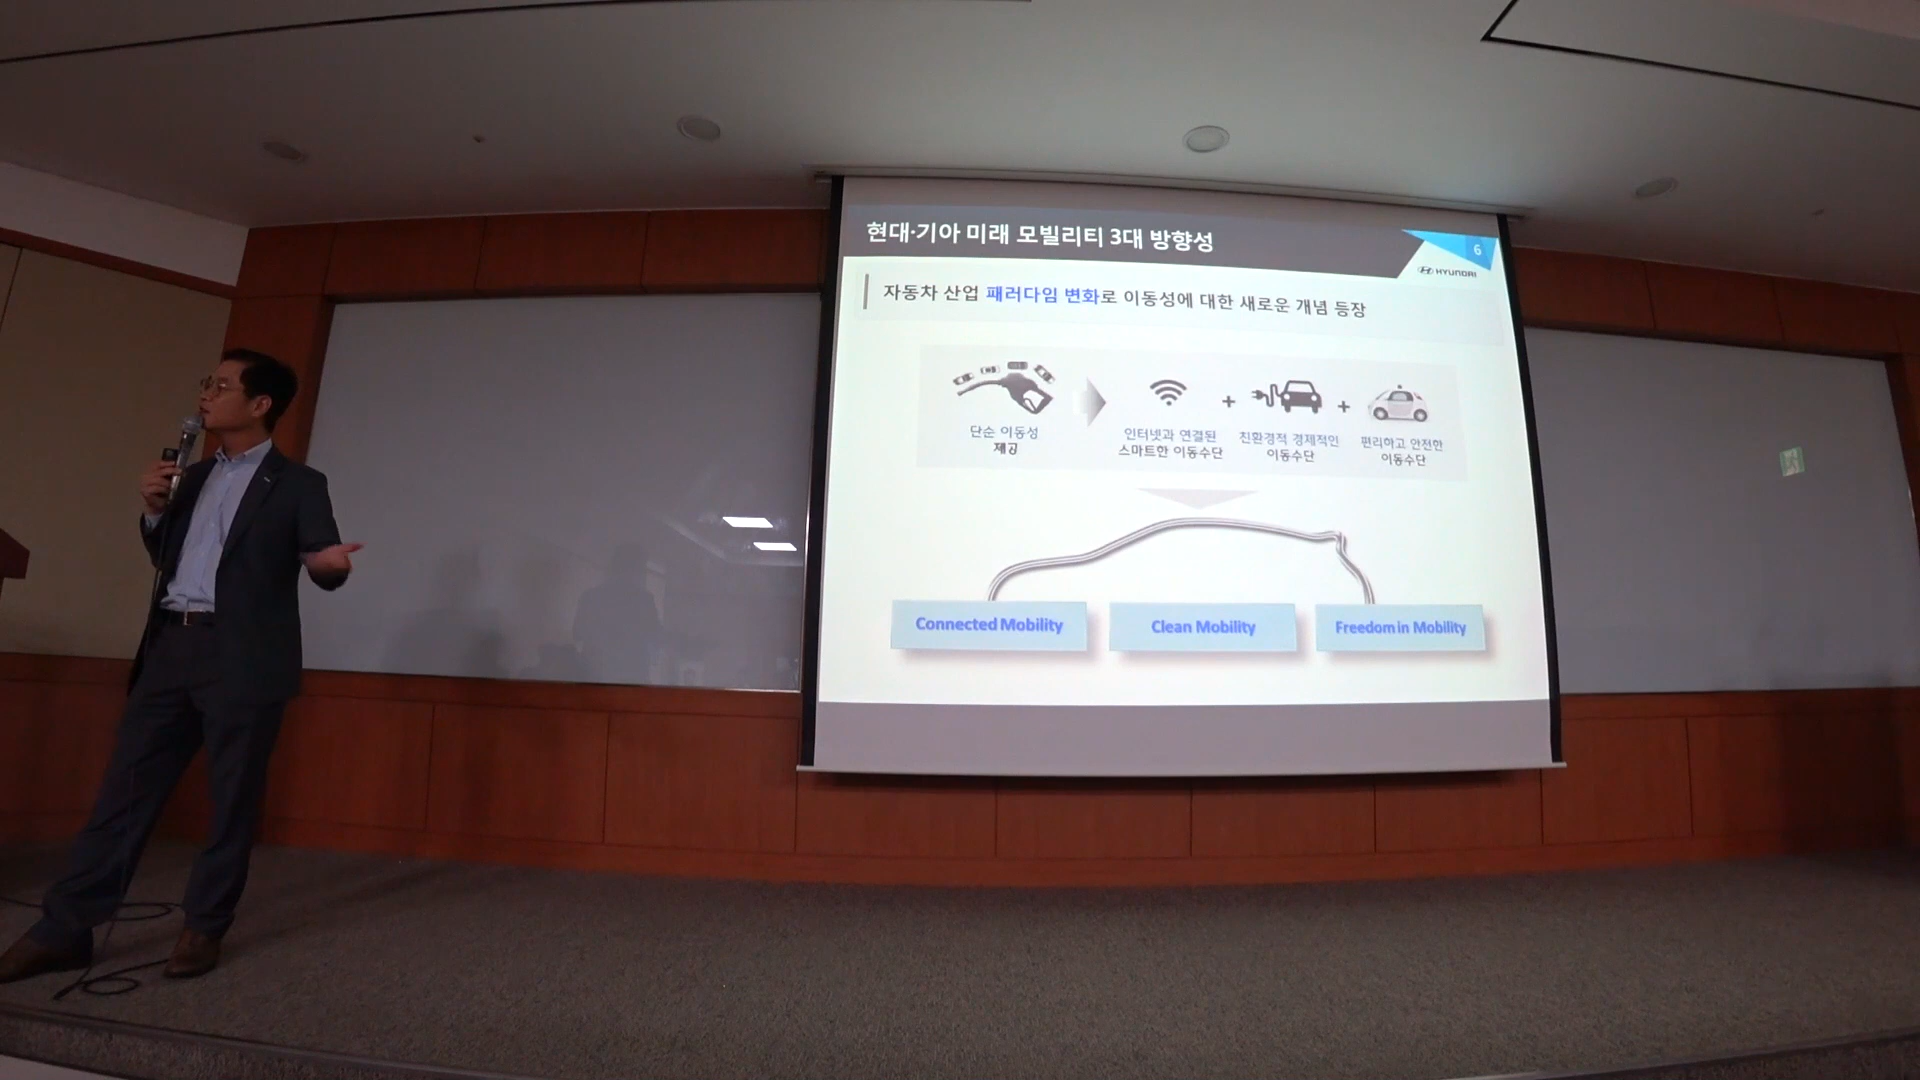 현대·기아 미래 모빌리티 3대 방향성
6
HYUNDAI
자동차 산업 패러다임 변화로 이동성에 대한 새로운 개념 등장
단순 이동성
제공
+
+
인터넷과 연결된
스마트한 이동수단
친환경적 경제적인
이동수단
편리하고 안전한
이동수단
Connected Mobility
Clean Mobility
Freedom in Mobility